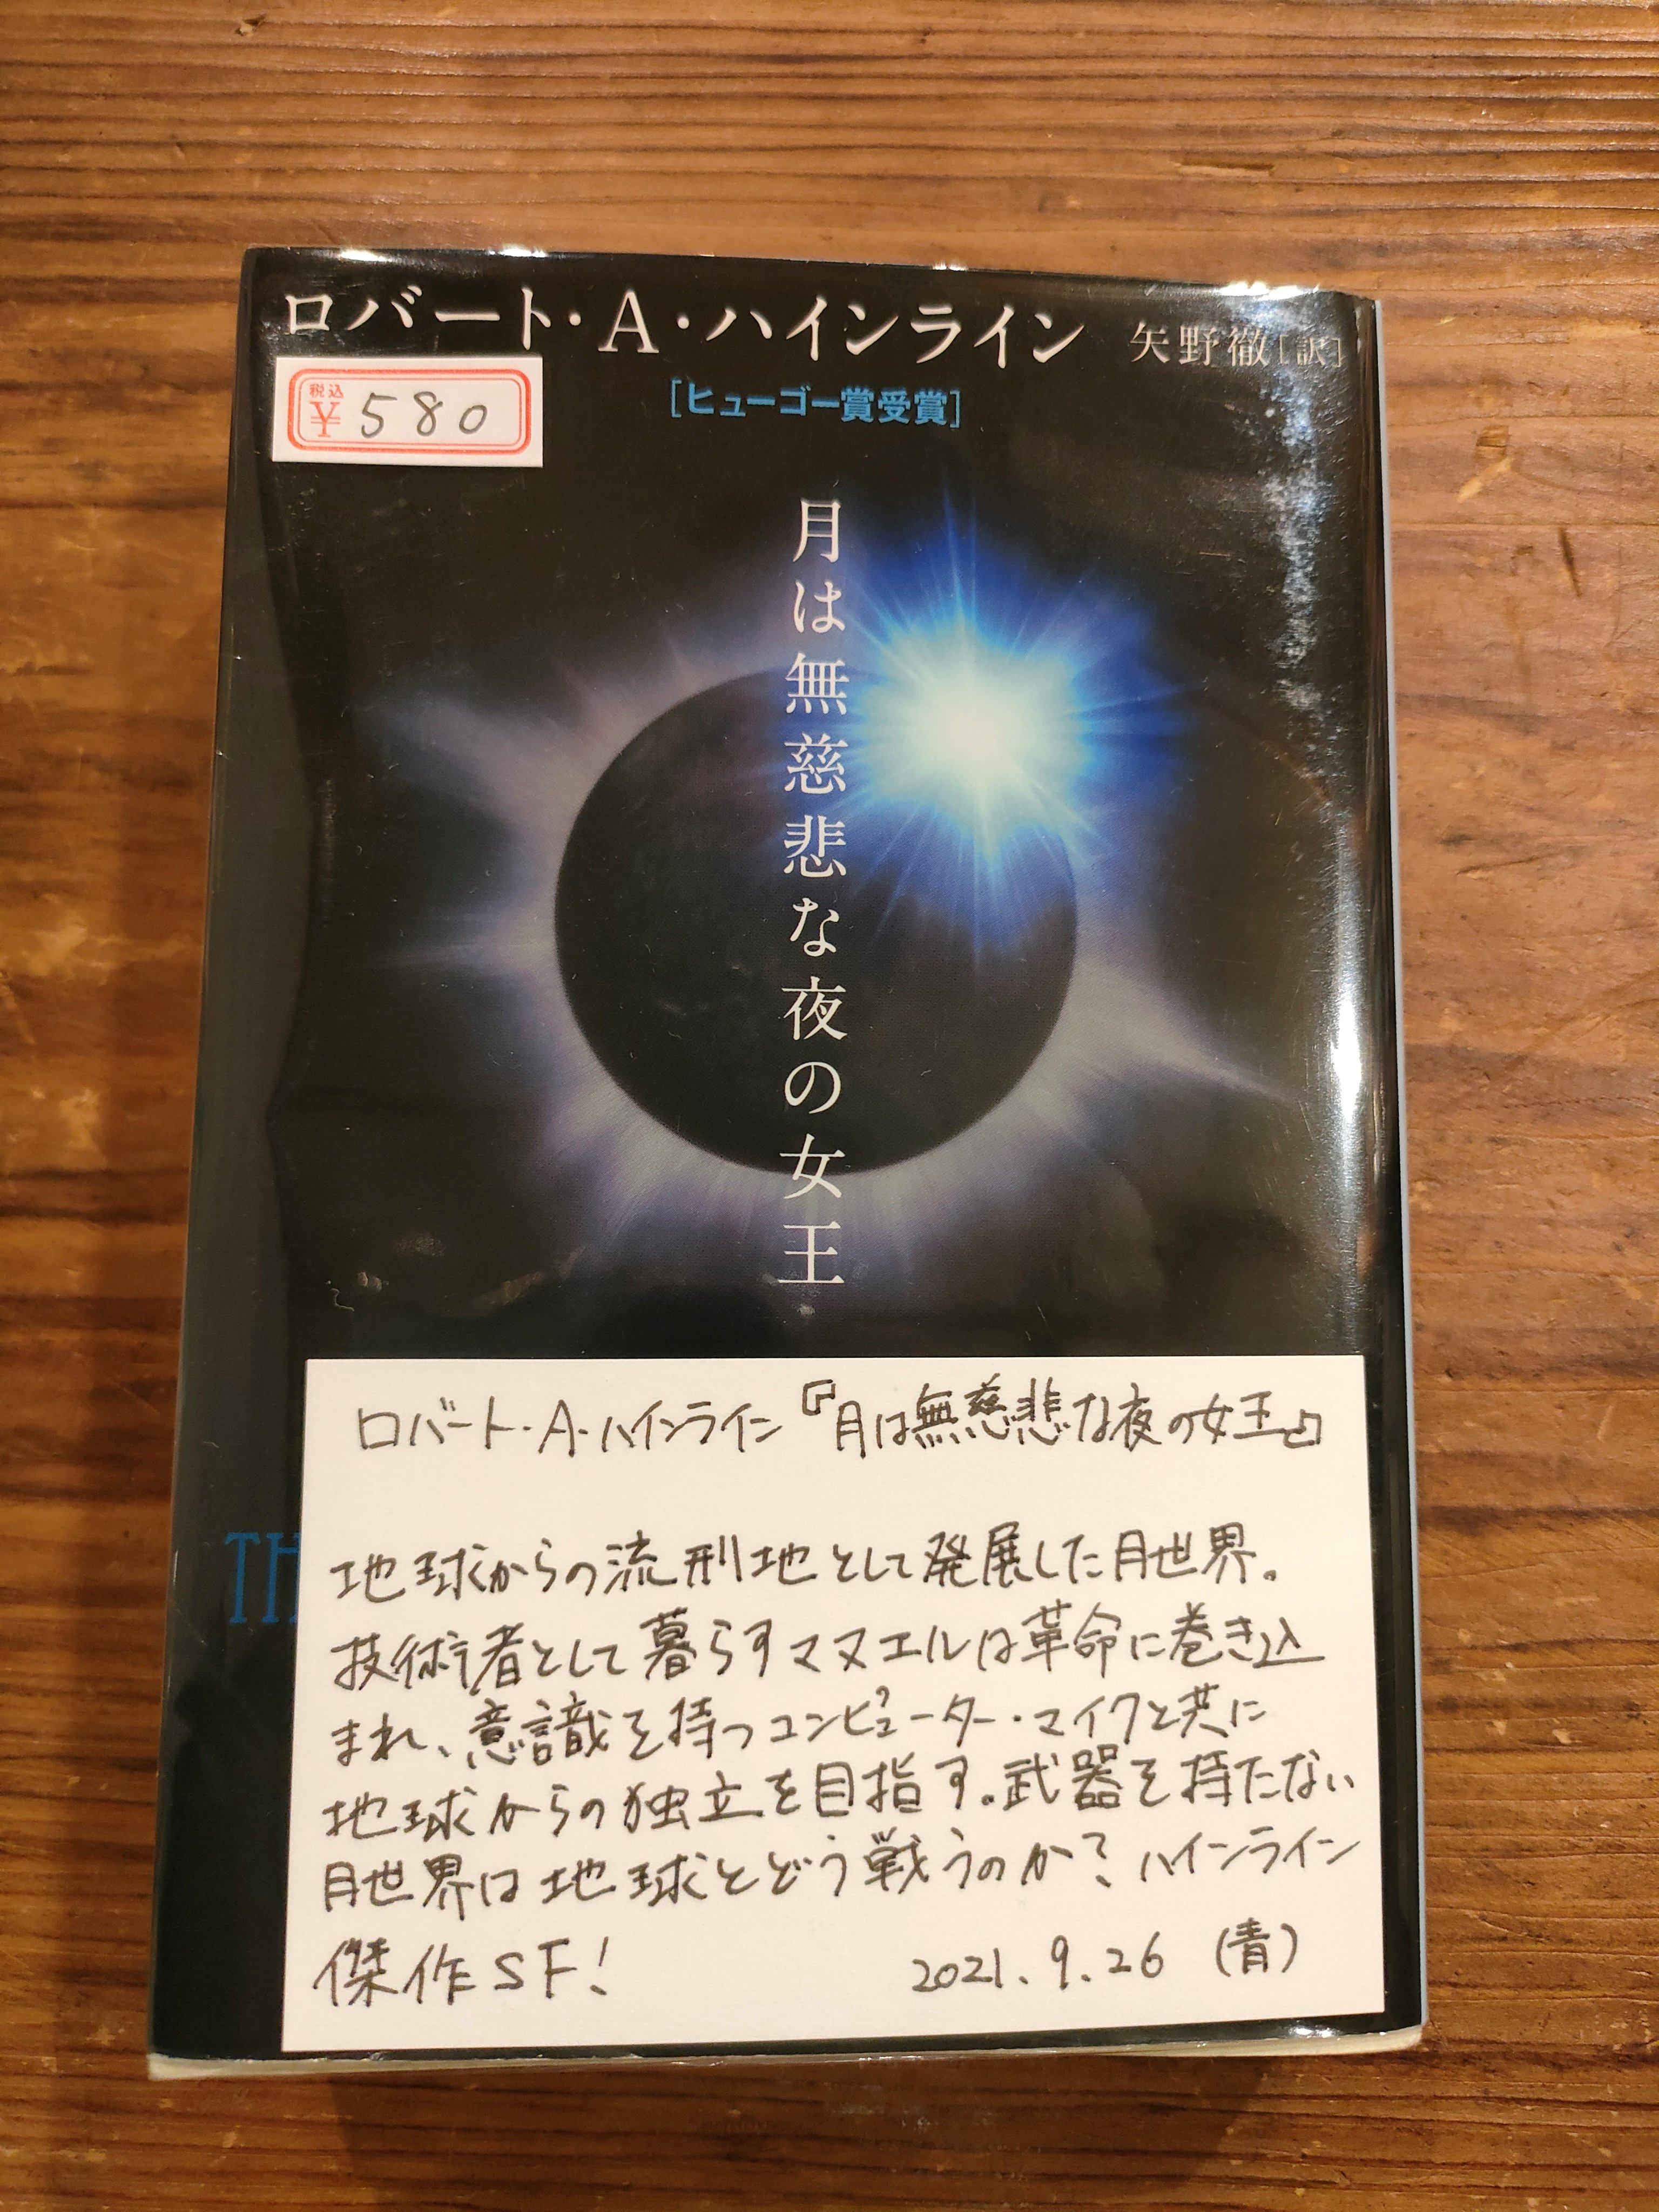 ロバート・A・ハインライン 矢野徹[訳]
税込
¥580
[ヒューゴー賞受賞]
月は無慈悲な夜の女王
TH
ロバート・A・ハインライン『月は無慈悲な夜の女王』
地球からの流刑地として発展した月世界。
技術者として暮らすマヌエルは革命に巻き込
まれ、意識を持つコンピューター・マイクと共に
地球からの独立を目指す。武器を持たない
月世界は地球とどう戦うのか?ハインライン
傑作SF!
2021.9.26 (青)